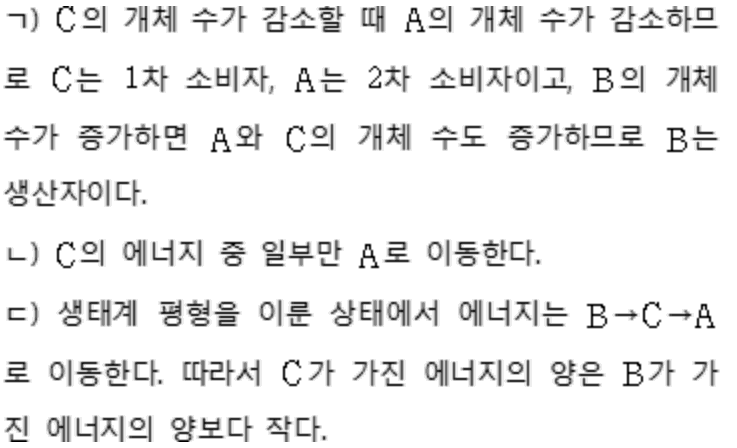 ㄱ) C의 개체 수가 감소할 때 A의 개체 수가 감소하므
로 C는 1차 소비자, A는 2차 소비자이고, B의 개체
수가 증가하면 A와 C의 개체 수도 증가하므로 B는
생산자이다.
ㄴ) C의 에너지 중 일부만 A로 이동한다.
ㄷ) 생태계 평형을 이룬 상태에서 에너지는 B→C→A
로 이동한다. 따라서 C가 가진 에너지의 양은 B가 가
진 에너지의 양보다 작다.